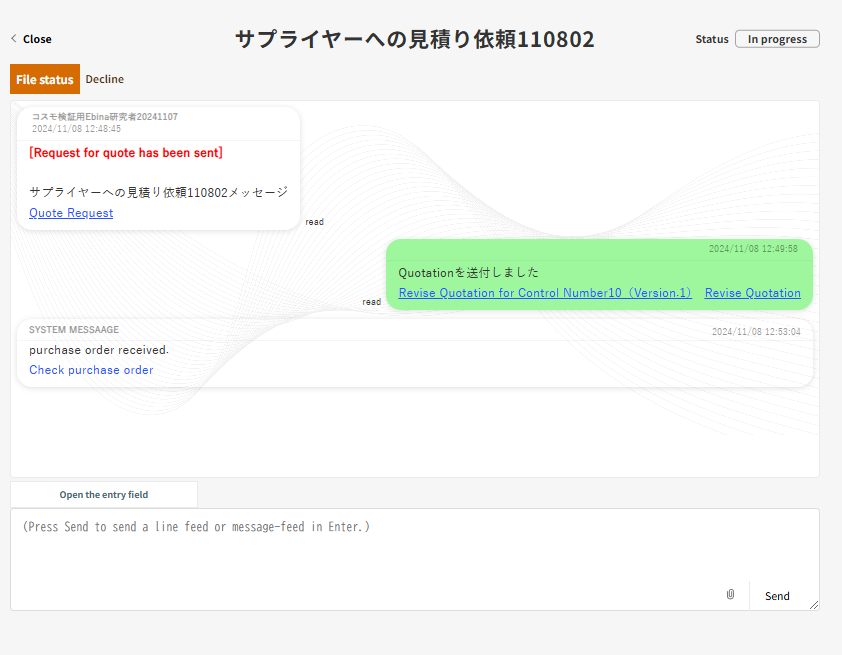 Close
サプライヤーへの見積り依頼110802
Status In progress
File status Decline
コスモ検証用Ebina研究者20241107
2024/11/08 12:48:45
[Request for quote has been sent]
サプライヤーへの見積り依頼110802メッセージ
Quote Request
read
2024/11/08 12:49:58
Quotationを送付しました
Revise Quotation for Control Number10（Version.1） Revise Quotation
read
SYSTEM MESSAAGE 2024/11/08 12:53:04
purchase order received.
Check purchase order
Open the entry field
(Press Send to send a line feed or message-feed in Enter.)
Send